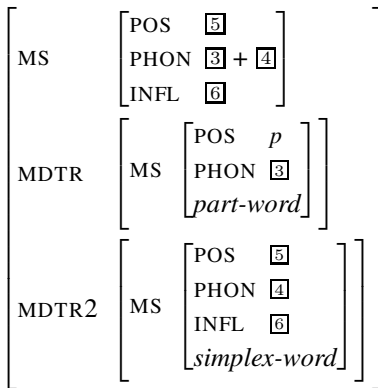 POS 5
MS PHON 3 + 4
INFL 6
POS p
MDTR MS PHON 3
part-word
POS 5
PHON 4
MDTR2 MS INFL 6
simplex-word